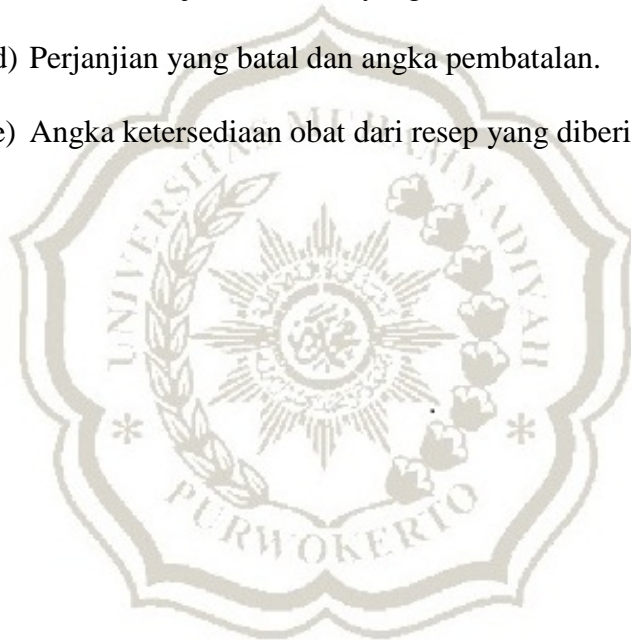 d) Perjanjian yang batal dan angka pembatalan.
e) Angka ketersediaan obat dari resep yang diberi
UNIVERSITAS MUHAMMADIYAH
PURWOKERTO